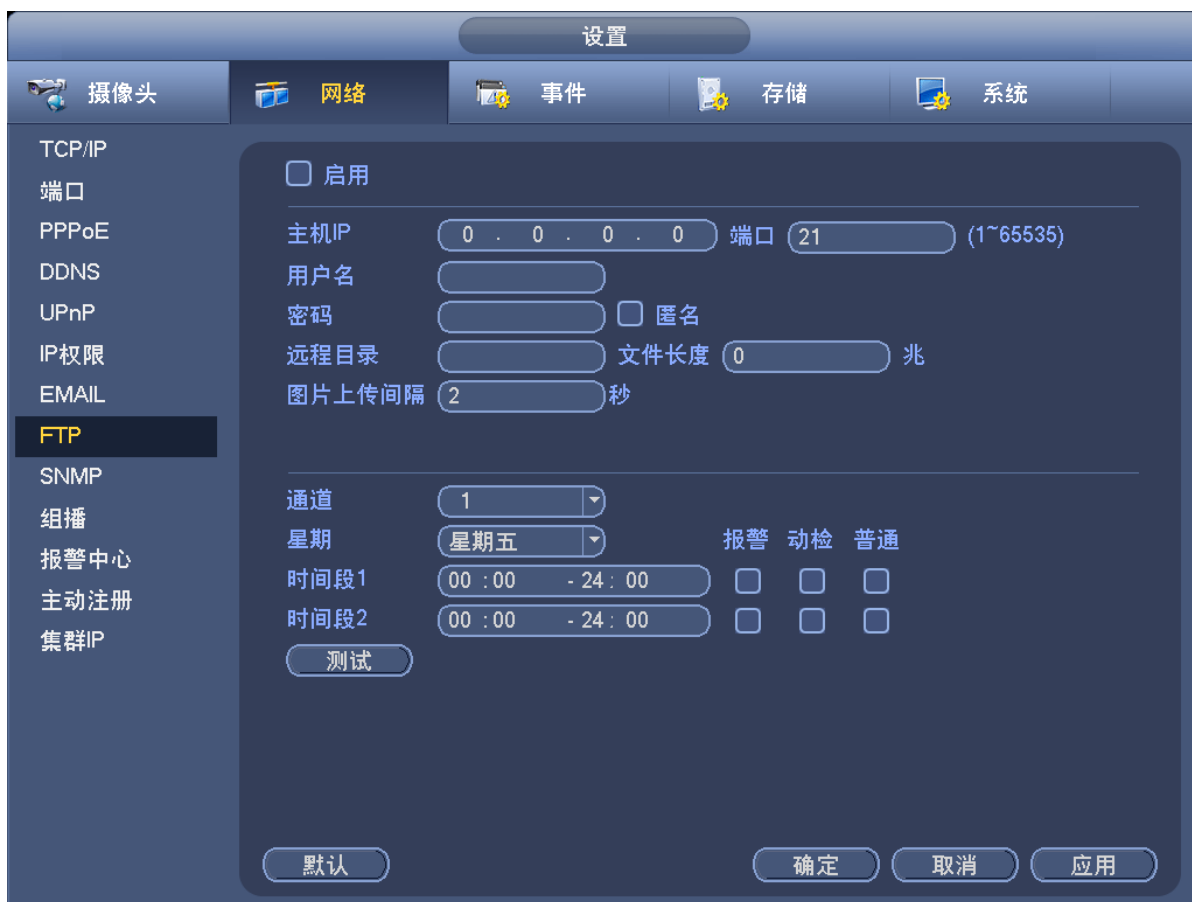 设置
摄像头 网络 事件 存储 系统
TCP/IP
端口
PPPoE
DDNS
UPnP
IP权限
EMAIL
FTP
SNMP
组播
报警中心
主动注册
集群IP
启用
主机IP 0 . 0 . 0 . 0 端口 21 (1~65535)
用户名
密码 匿名
远程目录 文件长度 0 兆
图片上传间隔 2 秒
通道 1
星期 星期五 报警 动检 普通
时间段1 00 :00 - 24 : 00
时间段2 00 :00 - 24 : 00
测试
默认 确定 取消 应用